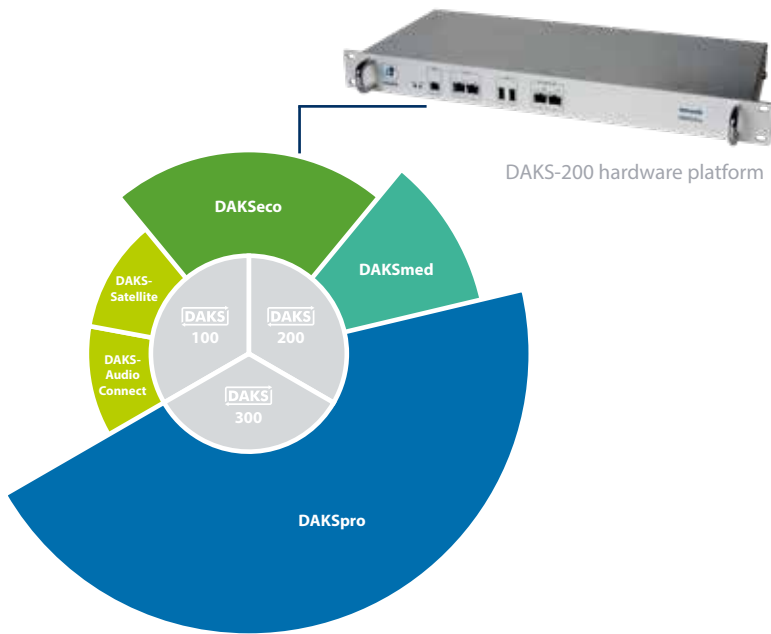 DAKS-200 hardware platform
DAKSeco
DAKSmed
DAKS-
Satellite
DAKS
100
DAKS
200
DAKS-
Audio
Connect
DAKS
300
DAKSpro